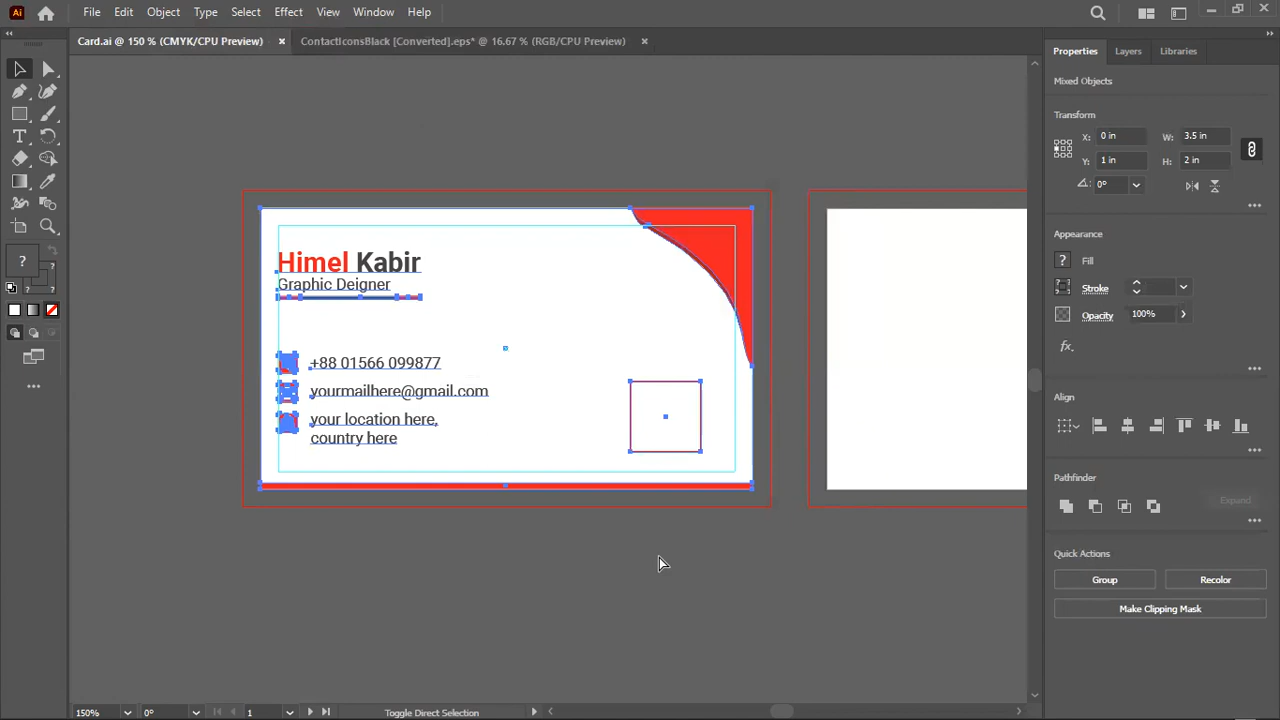 File Edit Object Type Select Effect View Window Help
Card.ai @ 150 % (CMYK/CPU Preview) ContactIconsBlack [Converted].eps* @ 16.67 % (RGB/CPU Preview)
Properties Layers Libraries
Mixed Objects
Transform
X: 0 in W: 3.5 in
Y: 1 in H: 2 in
0°
Appearance
Fill
Stroke
Opacity 100%
fx.
Align
Pathfinder
Expand
Quick Actions
Group Recolor
Make Clipping Mask
Himel Kabir
Graphic Deigner
+88 01566 099877
yourmailhere@gmail.com
your location here,
country here
150% 0° 1 Toggle Direct Selection